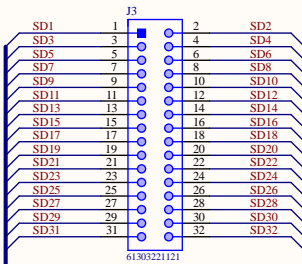 J3
SD1 1 2 SD2
SD3 3 4 SD4
SD5 5 6 SD6
SD7 7 8 SD8
SD9 9 10 SD10
SD11 11 12 SD12
SD13 13 14 SD14
SD15 15 16 SD16
SD17 17 18 SD18
SD19 19 20 SD20
SD21 21 22 SD22
SD23 23 24 SD24
SD25 25 26 SD26
SD27 27 28 SD28
SD29 29 30 SD30
SD31 31 32 SD32
61303221121